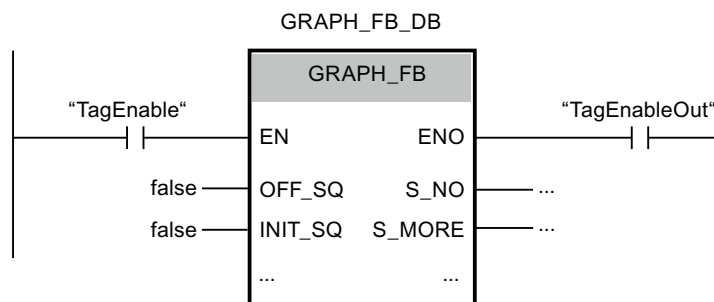 GRAPH_FB_DB
GRAPH_FB
“TagEnable“ “TagEnableOut“
EN ENO
false OFF_SQ S_NO ...
false INIT_SQ S_MORE ...
... ...